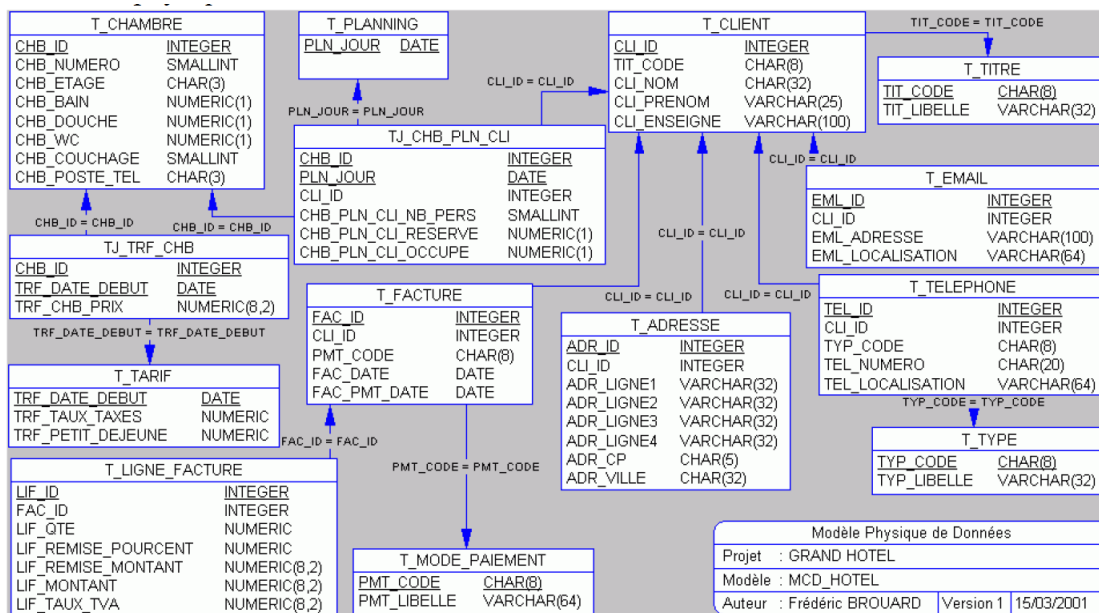 T_CHAMBRE
CHB_ID INTEGER
CHB_NUMERO SMALLINT
CHB_ETAGE CHAR(3)
CHB_BAIN NUMERIC(1)
CHB_DOUCHE NUMERIC(1)
CHB_WC NUMERIC(1)
CHB_COUCHAGE SMALLINT
CHB_POSTE_TEL CHAR(3)
T_PLANNING
PLN_JOUR DATE
T_CLIENT
CLI_ID INTEGER
TIT_CODE CHAR(8)
CLI_NOM CHAR(32)
CLI_PRENOM VARCHAR(25)
CLI_ENSEIGNE VARCHAR(100)
TIT_CODE = TIT_CODE
T_TITRE
TIT_CODE CHAR(8)
TIT_LIBELLE VARCHAR(32)
CLI_ID = CLI_ID
PLN_JOUR = PLN_JOUR
TJ_CHB_PLN_CLI
CHB_ID INTEGER
PLN_JOUR DATE
CLI_ID INTEGER
CHB_PLN_CLI_NB_PERS SMALLINT
CHB_PLN_CLI_RESERVE NUMERIC(1)
CHB_PLN_CLI_OCCUPE NUMERIC(1)
CLI_ID = CLI_ID
T_EMAIL
EML_ID INTEGER
CLI_ID INTEGER
EML_ADRESSE VARCHAR(100)
EML_LOCALISATION VARCHAR(64)
CHB_ID = CHB_ID
CHB_ID = CHB_ID
TJ_TRF_CHB
CHB_ID INTEGER
TRF_DATE_DEBUT DATE
TRF_CHB_PRIX NUMERIC(8,2)
CLI_ID = CLI_ID
T_FACTURE
FAC_ID INTEGER
CLI_ID INTEGER
PMT_CODE CHAR(8)
FAC_DATE DATE
FAC_PMT_DATE DATE
CLI_ID = CLI_ID
CLI_ID = CLI_ID
T_TELEPHONE
TEL_ID INTEGER
CLI_ID INTEGER
TYP_CODE CHAR(8)
TEL_NUMERO CHAR(20)
TEL_LOCALISATION VARCHAR(64)
T_ADRESSE
ADR_ID INTEGER
CLI_ID INTEGER
ADR_LIGNE1 VARCHAR(32)
ADR_LIGNE2 VARCHAR(32)
ADR_LIGNE3 VARCHAR(32)
ADR_LIGNE4 VARCHAR(32)
ADR_CP CHAR(5)
ADR_VILLE CHAR(32)
TRF_DATE_DEBUT = TRF_DATE_DEBUT
T_TARIF
TRF_DATE_DEBUT DATE
TRF_TAUX_TAXES NUMERIC
TRF_PETIT_DEJEUNE NUMERIC
TYP_CODE = TYP_CODE
T_TYPE
TYP_CODE CHAR(8)
TYP_LIBELLE VARCHAR(32)
FAC_ID = FAC_ID
PMT_CODE = PMT_CODE
T_LIGNE_FACTURE
LIF_ID INTEGER
FAC_ID INTEGER
LIF_QTE NUMERIC
LIF_REMISE_POURCENT NUMERIC
LIF_REMISE_MONTANT NUMERIC(8,2)
LIF_MONTANT NUMERIC(8,2)
LIF_TAUX_TVA NUMERIC(8,2)
T_MODE_PAIEMENT
PMT_CODE CHAR(8)
PMT_LIBELLE VARCHAR(64)
Modèle Physique de Données
Projet : GRAND HOTEL
Modèle : MCD_HOTEL
Auteur : Frédéric BROUARD Version 1 15/03/2001